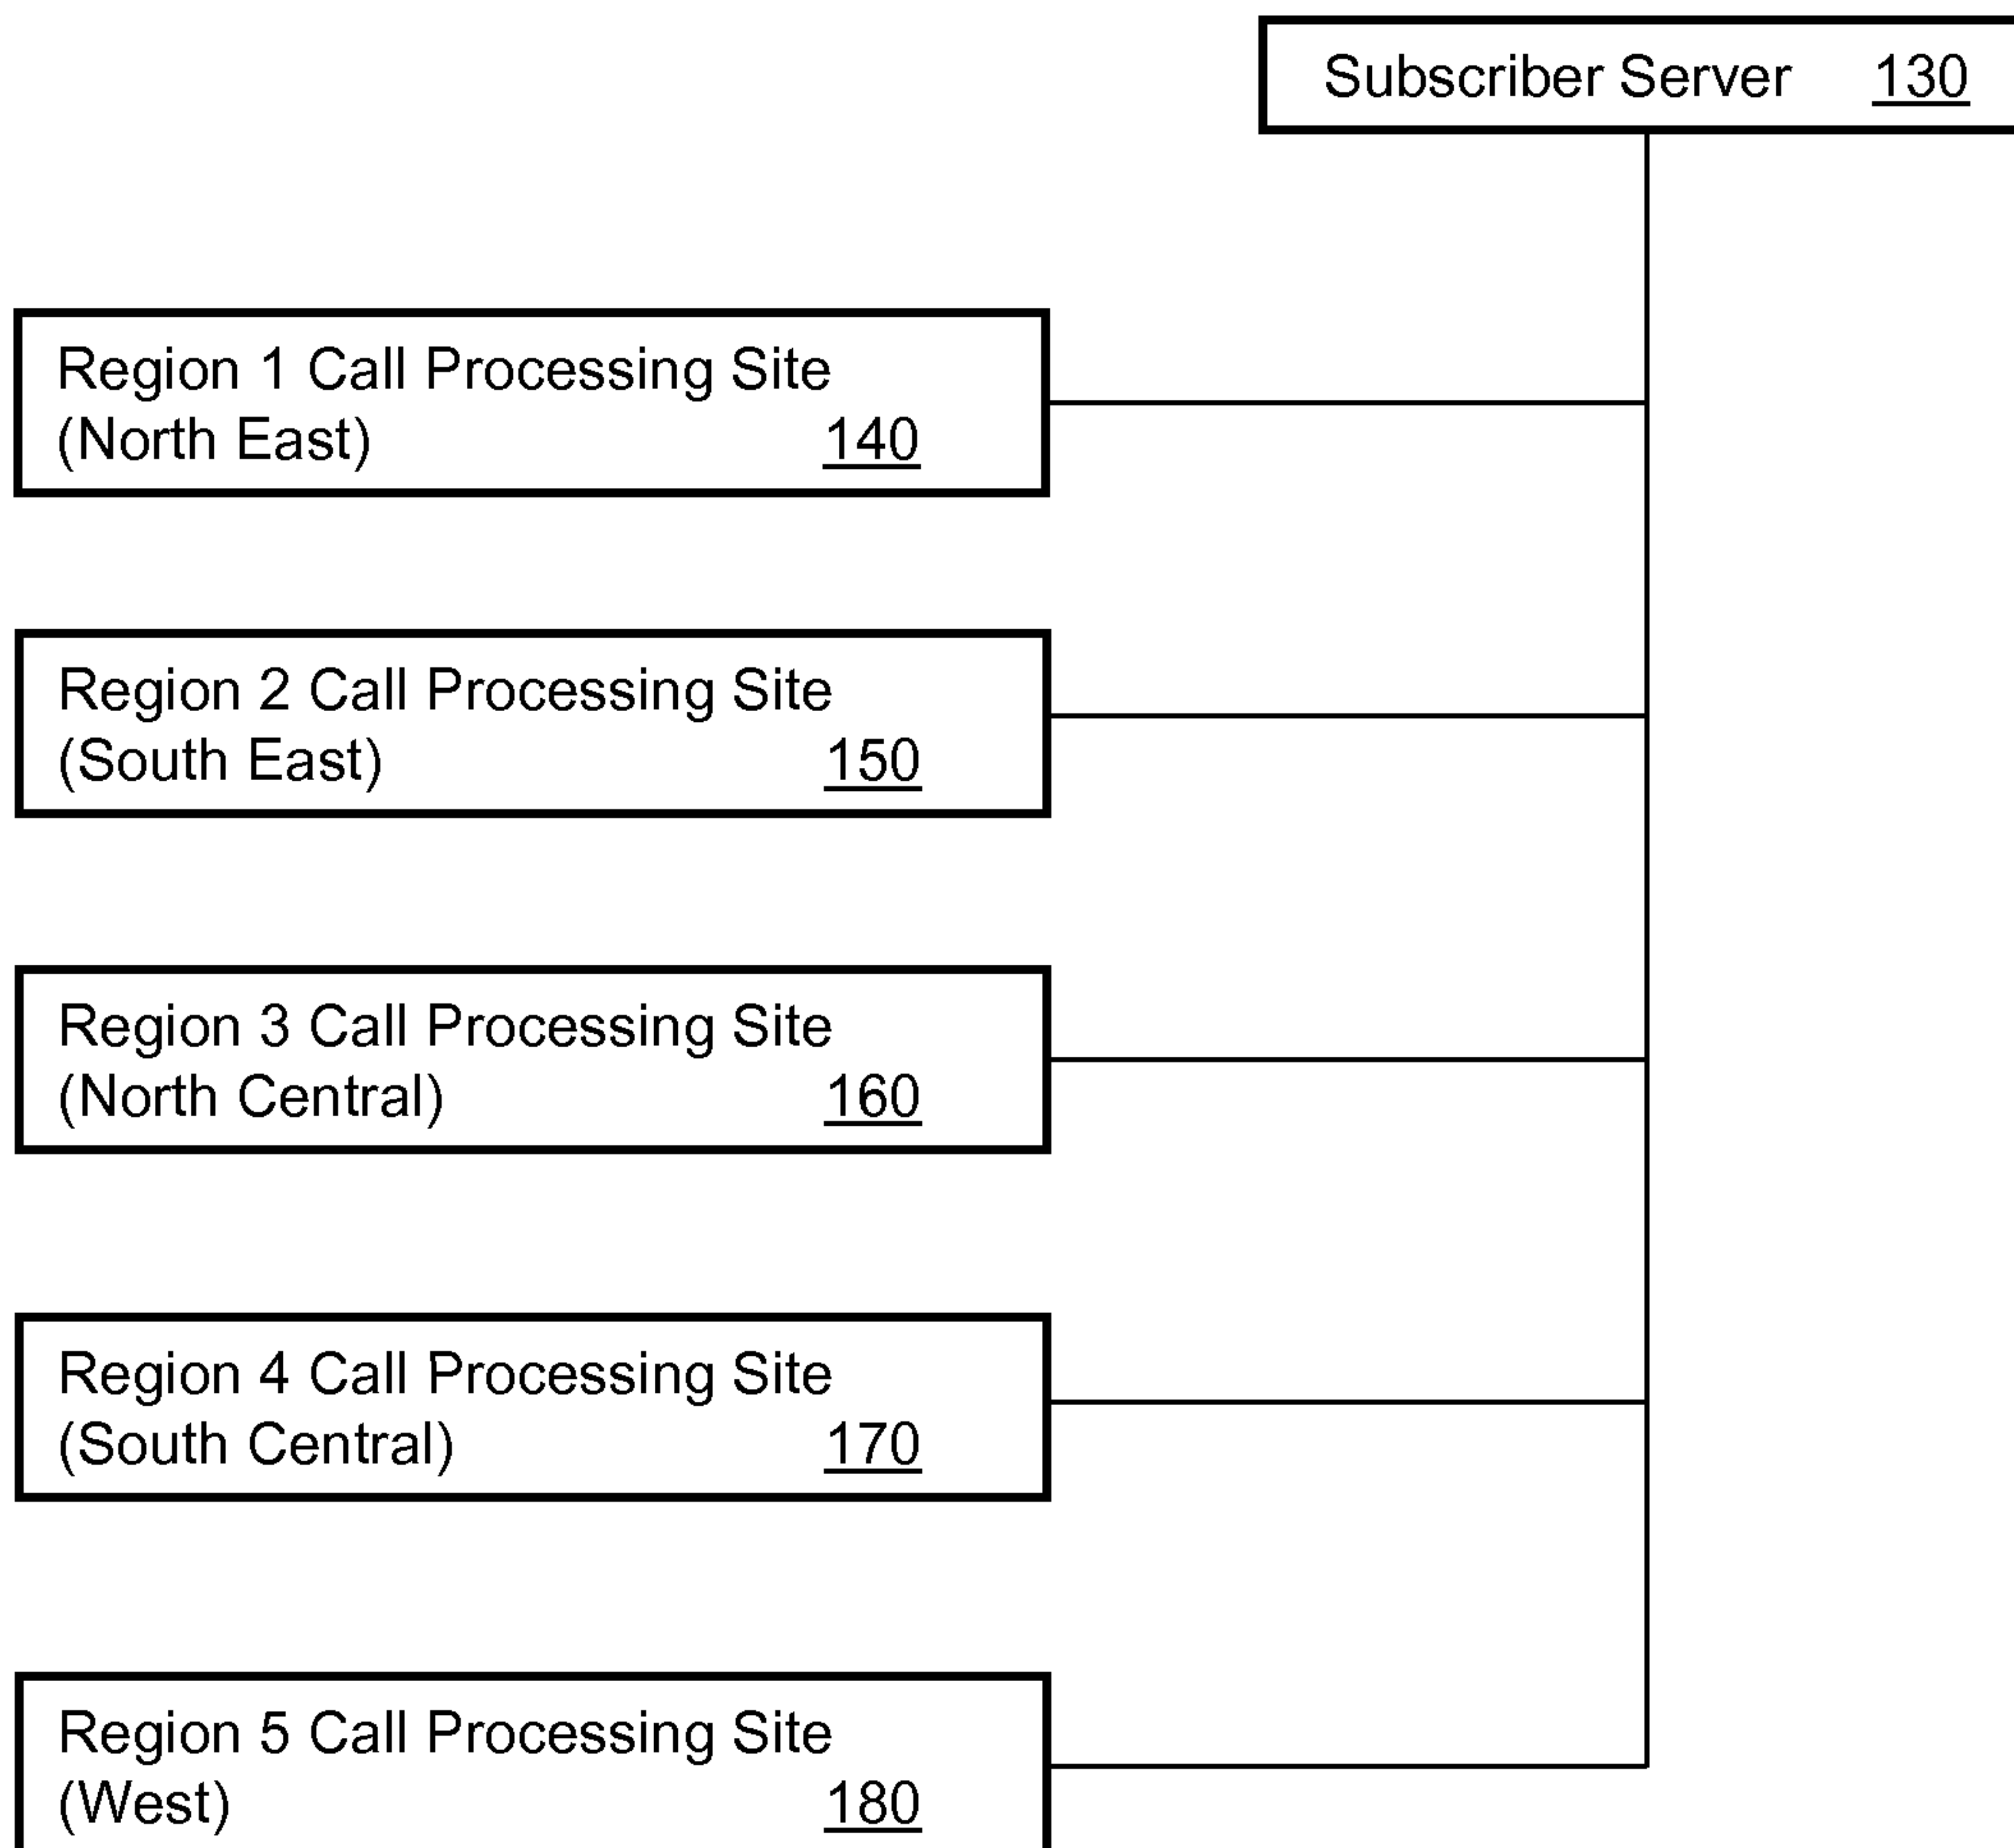 Subscriber Server 130
Region 1 Call Processing Site
(North East) 140
Region 2 Call Processing Site
(South East) 150
Region 3 Call Processing Site
(North Central) 160
Region 4 Call Processing Site
(South Central) 170
Region 5 Call Processing Site
(West) 180